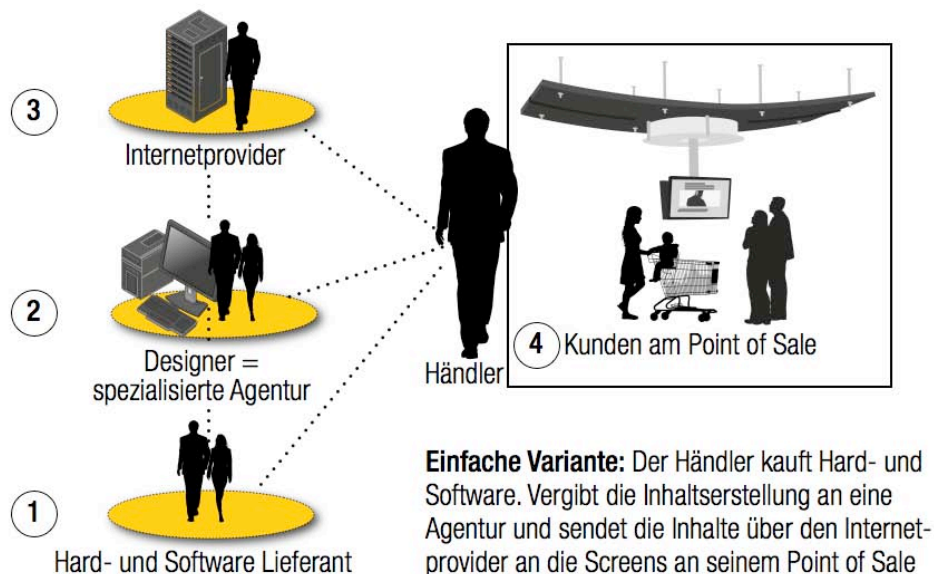 3
Internetprovider
2
Designer =
spezialisierte Agentur
1
Hard- und Software Lieferant
Händler
4 Kunden am Point of Sale
Einfache Variante: Der Händler kauft Hard- und
Software. Vergibt die Inhaltserstellung an eine
Agentur und sendet die Inhalte über den Internet-
provider an die Screens an seinem Point of Sale